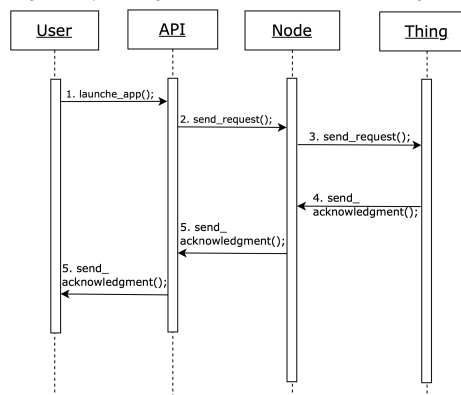 User
API
Node
Thing
1. launche_app();
2. send_request();
3. send_request();
4. send_
acknowledgment();
5. send_
acknowledgment();
5. send_
acknowledgment();